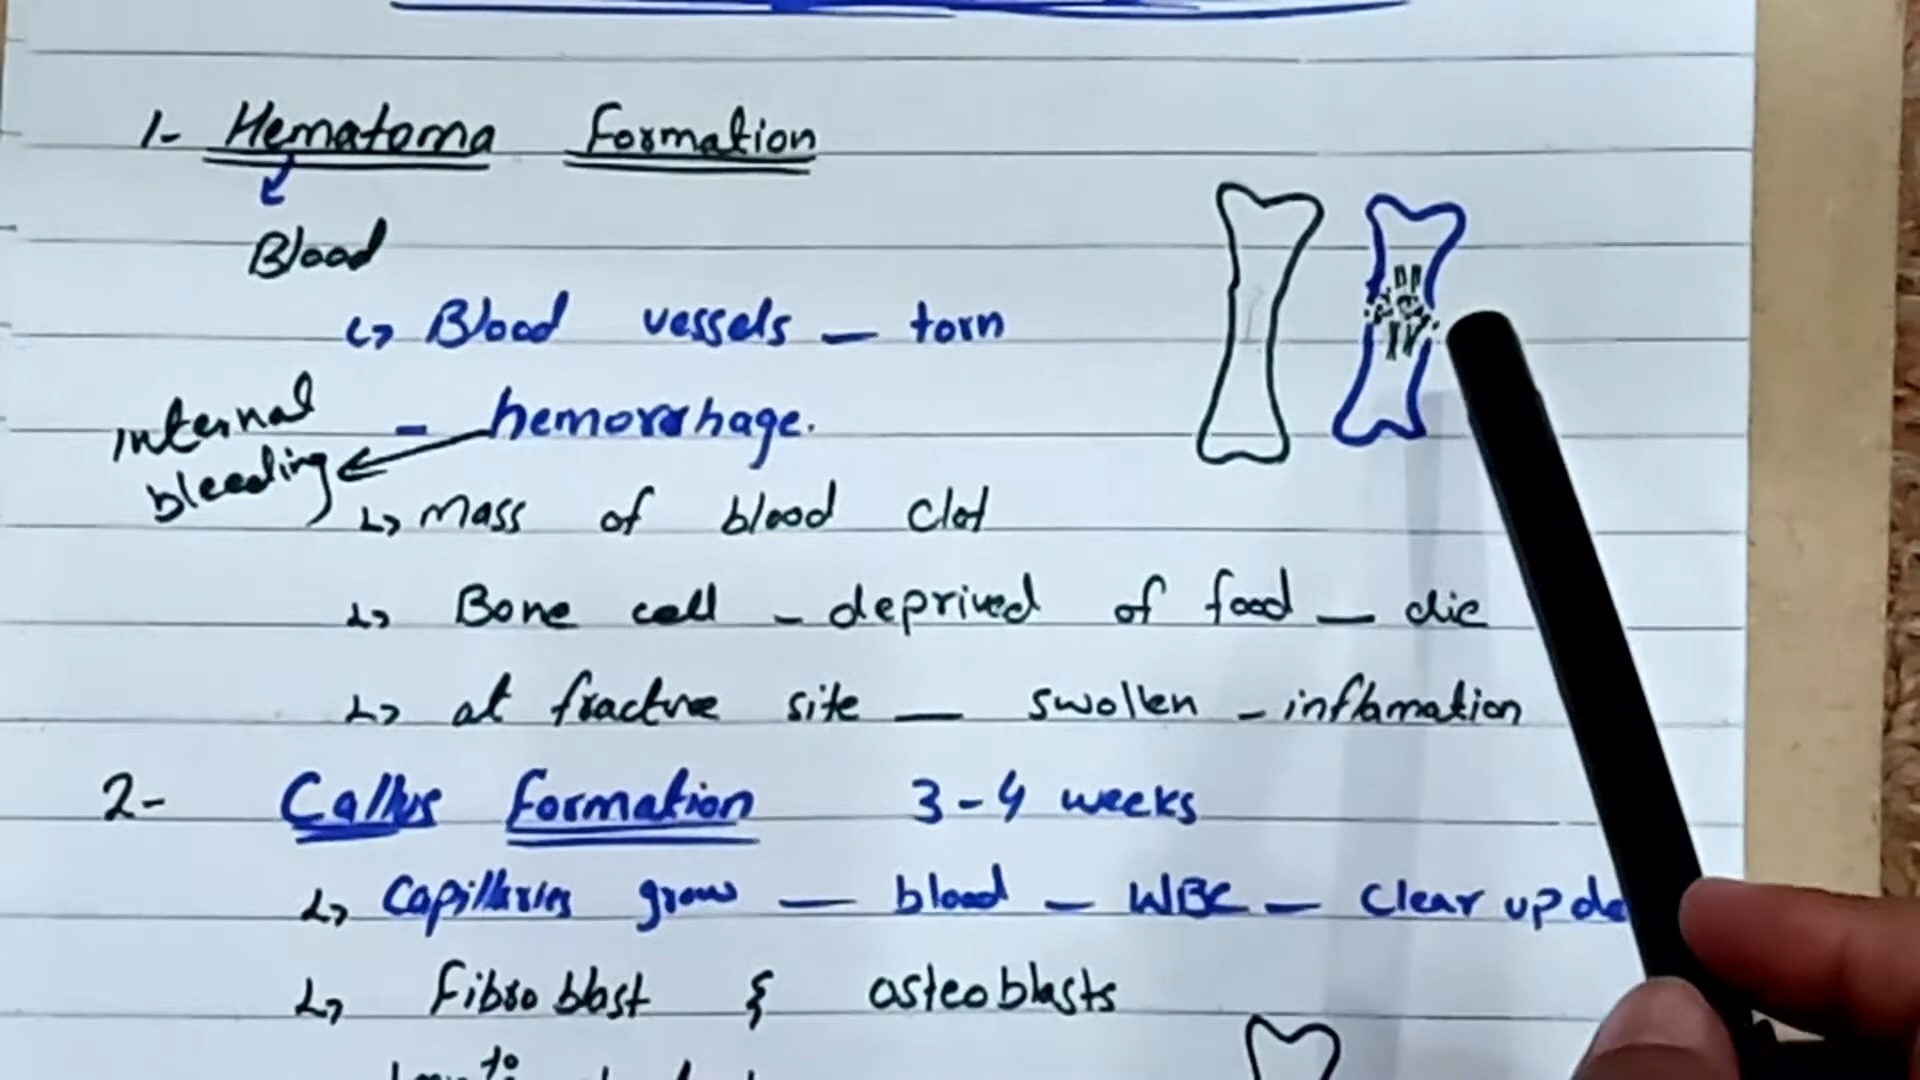 1- Hematoma Formation
Blood
↳ Blood vessels — torn
internal bleeding
- hemorrhage.
↳ Mass of blood clot
↳ Bone cell - deprived of food — die
↳ at fracture site — swollen - inflamation
2- Callus Formation 3-4 weeks
↳ Capillaries grow — blood - WBC - Clear up de
↳ Fibroblast & osteoblasts